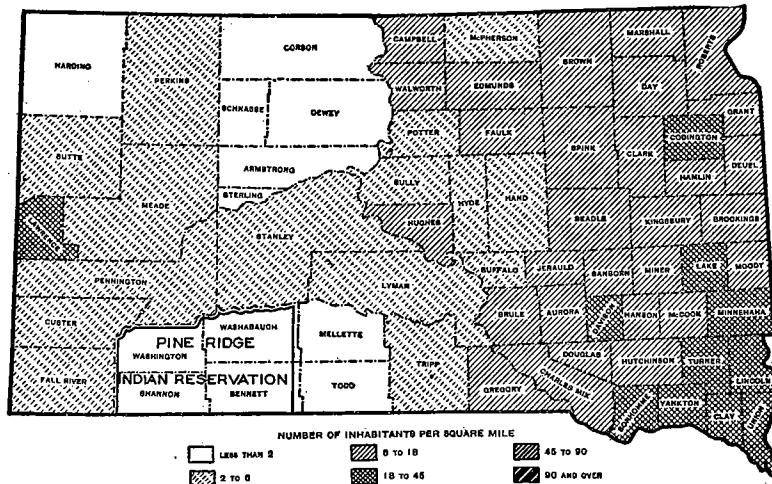 CORSON
CAMPBELL
MCPHERSON
BROWN
MARSHALL
ROBERTS
HARDING
PERKINS
WALWORTH
EDMUNDS
DAY
SCHNASSE
DEWEY
GRANT
POTTER
FAULK
SPINK
CODINGTON
BUTTE
ARMSTRONG
CLARK
DEUEL
MEADE
STERLING
SULLY
HYDE
HAND
HAMLIN
STANLEY
HUGHES
BEADLE
KINGSBURY
BROOKINGS
PENNINGTON
LYMAN
BUFFALO
JERAULD
SANBORN
MINER
LAKE
MOODY
CUSTER
WASHABAUGH
MELLETTE
BRULE
AURORA
DAVISON
HANSON
MCCOOK
MINNEHAHA
PINE RIDGE
WASHINGTON
TRIPP
DOUGLAS
HUTCHINSON
TURNER
FALL RIVER
INDIAN RESERVATION
SHANNON
BENNETT
TODD
GREGORY
CHARLES MIX
LINCOLN
BONHOMME
YANKTON
CLAY
UNION
NUMBER OF INHABITANTS PER SQUARE MILE
LESS THAN 2
6 TO 18
45 TO 90
2 TO 6
18 TO 45
90 AND OVER